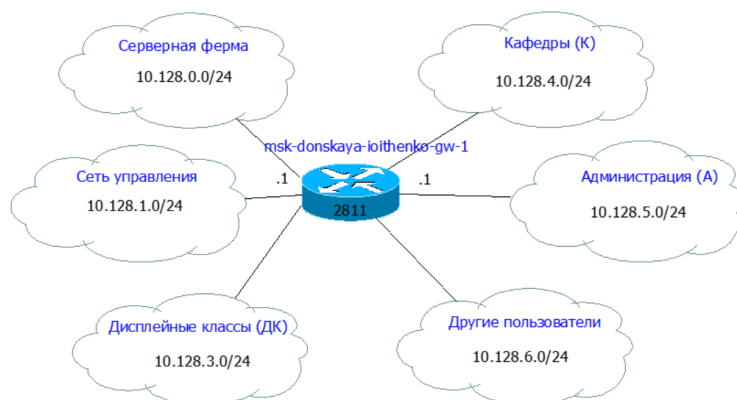 Серверная ферма
10.128.0.0/24
Кафедры (К)
10.128.4.0/24
msk-donskaya-ioithenko-gw-1
Сеть управления
10.128.1.0/24
.1
.1
2811
Администрация (А)
10.128.5.0/24
Дисплейные классы (ДК)
10.128.3.0/24
Другие пользователи
10.128.6.0/24